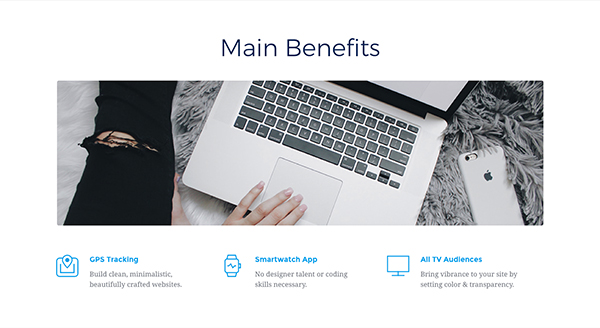 Main Benefits
GPS Tracking
Build clean, minimalistic,
beautifully crafted websites.
Smartwatch App
No designer talent or coding
skills necessary.
All TV Audiences
Bring vibrance to your site by
setting color & transparency.